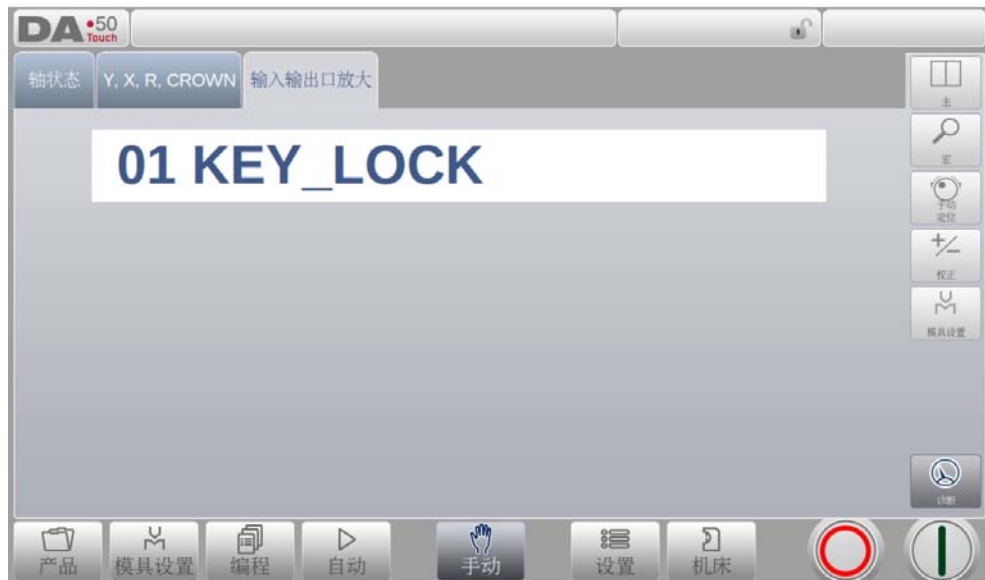 DA 50 Touch
轴状态 Y, X, R, CROWN 输入输出口放大
01 KEY_LOCK
主
宏
手动
定位
校正
模具设置
诊断
产品 模具设置 编程 自动 手动 设置 机床